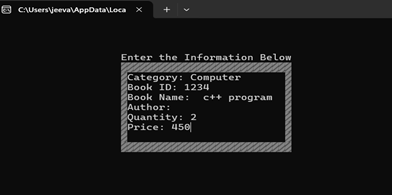 C:\Users\jeeva\AppData\Loca
Enter the Information Below
Category: Computer
Book ID: 1234
Book Name:  c++ program
Author:
Quantity: 2
Price: 450